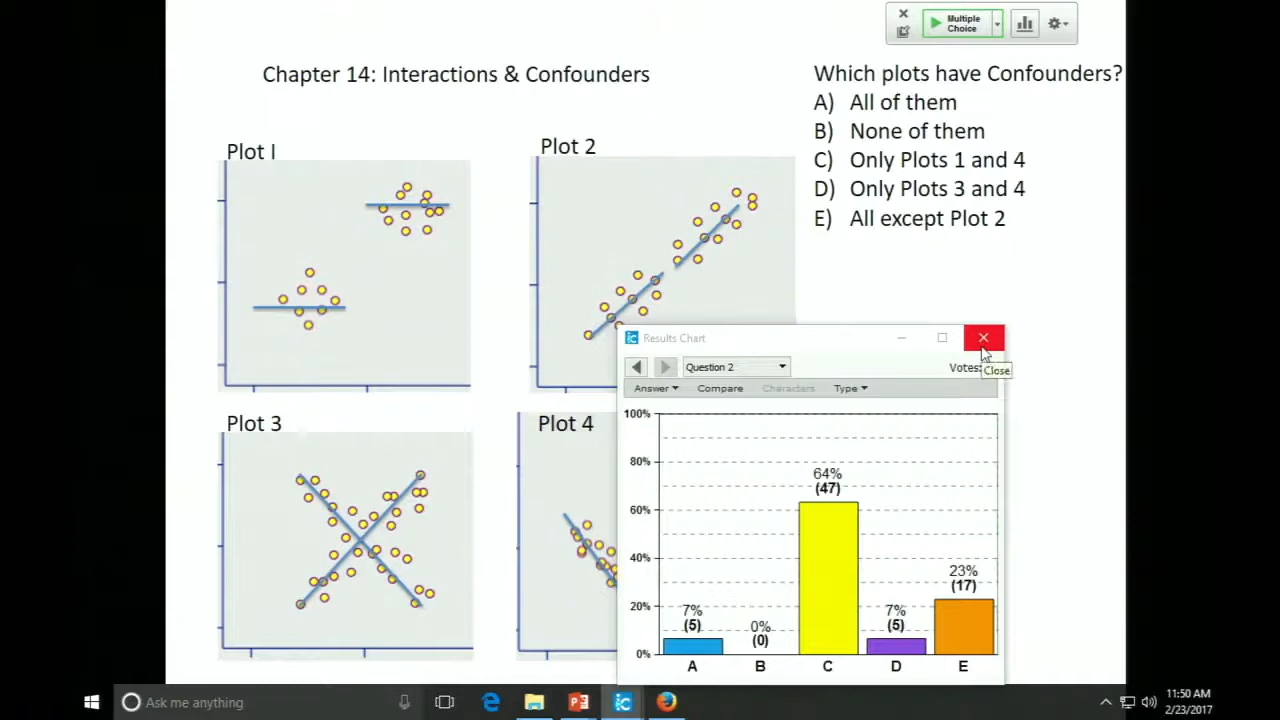 Multiple
Choice
Chapter 14: Interactions & Confounders
Which plots have Confounders?
A) All of them
B) None of them
C) Only Plots 1 and 4
D) Only Plots 3 and 4
E) All except Plot 2
Plot I
Plot 2
Plot 3
Plot 4
Results Chart
Question 2
Votes:
Close
Answer
Compare
Characters
Type
100%
80%
60%
40%
20%
0%
7%
(5)
0%
(0)
64%
(47)
7%
(5)
23%
(17)
A B C D E
Ask me anything
11:50 AM
2/23/2017